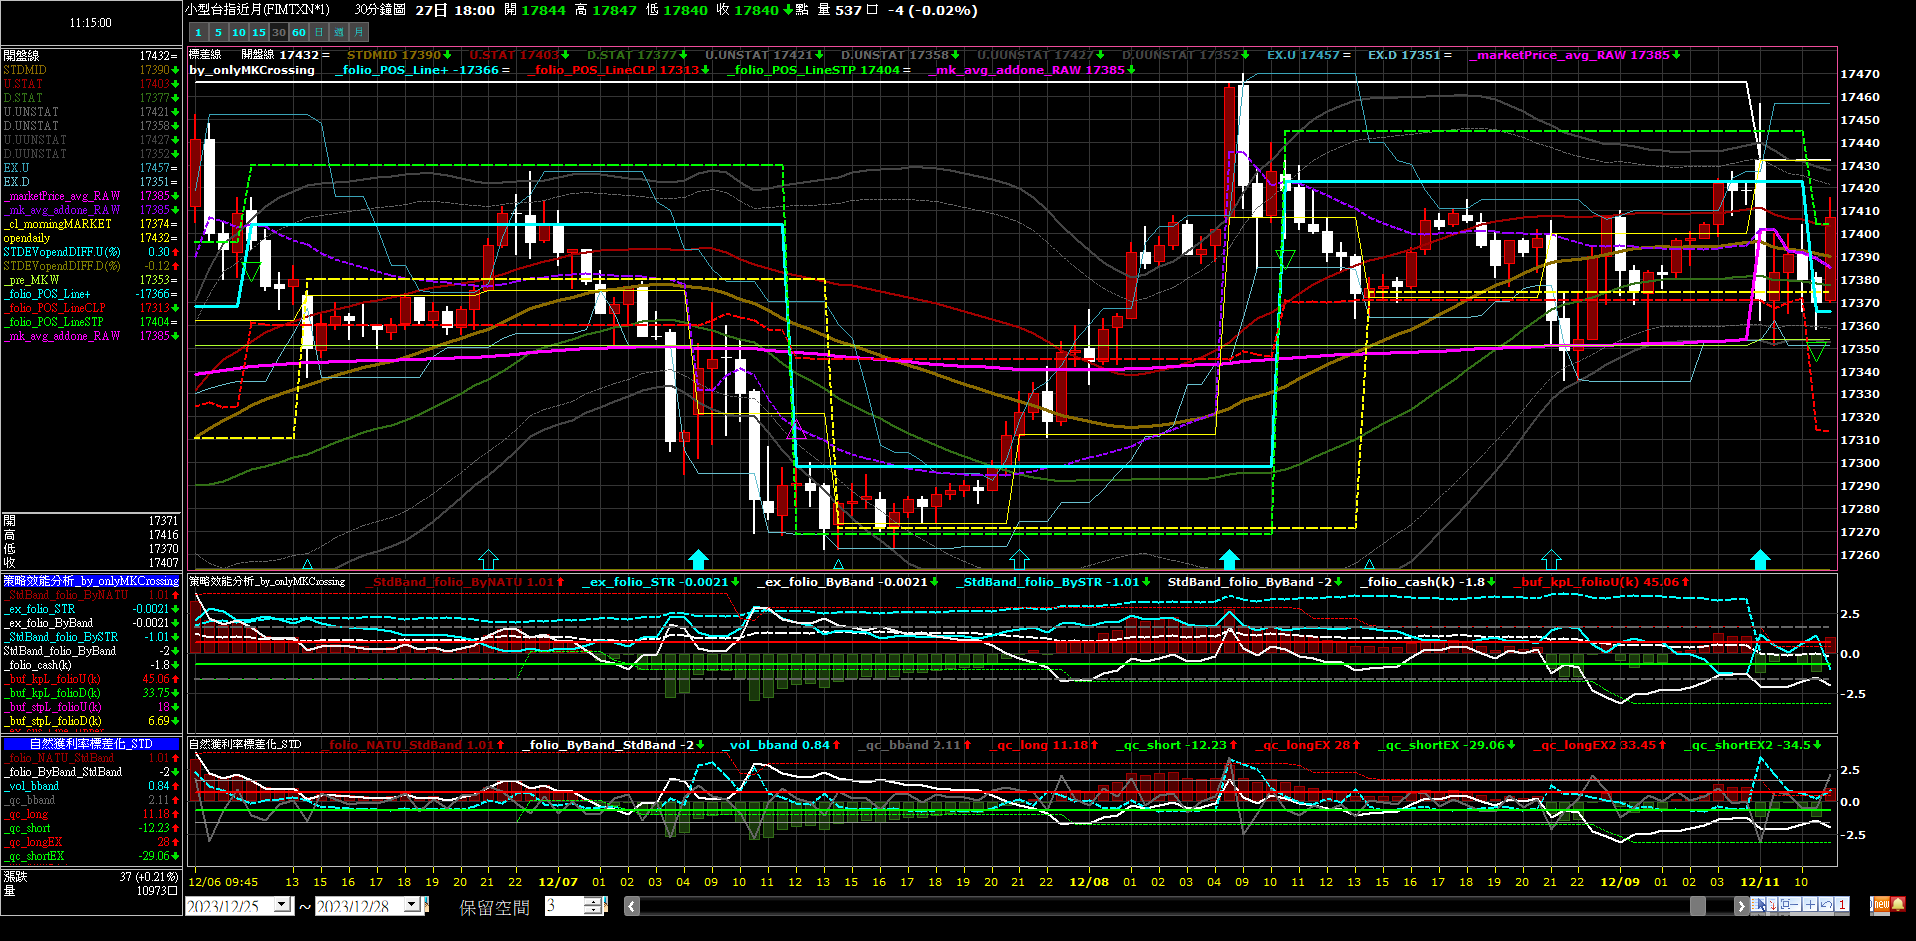 11:15:00
小型台指近月(FIMTXN*1) 30分鐘圖 27日 18:00 開 17844 高 17847 低 17840 收 17840 點 量 537口 -4 (-0.02%)
1 5 10 15 30 60 日 週 月
標差線 開盤線 17432= STDMID 17390 U.STAT 17403 D.STAT 17377 U.UNSTAT 17421 D.UNSTAT 17358 U.UUNSTAT 17427 D.UUNSTAT 17352 EX.U 17457= EX.D 17351= _marketPrice_avg_RAW 17385
by_onlyMKCrossing _folio_POS_Line+ -17366= _folio_POS_LineCLP 17313 _folio_POS_LineSTP 17404= _mk_avg_addone_RAW 17385
開盤線 17432=
STDMID 17390
U.STAT 17403
D.STAT 17377
U.UNSTAT 17421
D.UNSTAT 17358
U.UUNSTAT 17427
D.UUNSTAT 17352
EX.U 17457=
EX.D 17351=
_marketPrice_avg_RAW 17385
_mk_avg_addone_RAW 17385
_cl_morningMARKET 17374=
opendaily 17432=
STDEVopendDIFF.U(%) 0.30
STDEVopendDIFF.D(%) -0.12
_pre_MKW 17353=
_folio_POS_Line+ -17366=
_folio_POS_LineCLP 17313
_folio_POS_LineSTP 17404=
_mk_avg_addone_RAW 17385
17470
17460
17450
17440
17430
17420
17410
17400
17390
17380
17370
17360
17350
17340
17330
17320
17310
17300
17290
17280
17270
17260
開 17371
高 17416
低 17370
收 17407
策略效能分析_by_onlyMKCrossing
_StdBand_folio_ByNATU 1.01
_ex_folio_STR -0.0021
_ex_folio_ByBand -0.0021
_StdBand_folio_BySTR -1.01
StdBand_folio_ByBand -2
_folio_cash(k) -1.8
_buf_kpL_folioU(k) 45.06
_buf_kpL_folioD(k) 33.75
_buf_stpL_folioU(k) 18
_buf_stpL_folioD(k) 6.69
策略效能分析_by_onlyMKCrossing _StdBand_folio_ByNATU 1.01 _ex_folio_STR -0.0021 _ex_folio_ByBand -0.0021 _StdBand_folio_BySTR -1.01 StdBand_folio_ByBand -2 _folio_cash(k) -1.8 _buf_kpL_folioU(k) 45.06
2.5
0.0
-2.5
自然獲利率標差化_STD
_folio_NATU_StdBand 1.01
_folio_ByBand_StdBand -2
_vol_bband 0.84
_qc_bband 2.11
_qc_long 11.18
_qc_short -12.23
_qc_longEX 28
_qc_shortEX -29.06
自然獲利率標差化_STD _folio_NATU_StdBand 1.01 _folio_ByBand_StdBand -2 _vol_bband 0.84 _qc_bband 2.11 _qc_long 11.18 _qc_short -12.23 _qc_longEX 28 _qc_shortEX -29.06 _qc_longEX2 33.45 _qc_shortEX2 -34.5
2.5
0.0
-2.5
漲跌 37 (+0.21%)
量 10973口
12/06 09:45 13 15 16 17 18 19 20 21 22 12/07 01 02 03 04 09 10 11 12 13 15 16 17 18 19 20 21 22 12/08 01 02 03 04 09 10 11 12 13 15 16 17 18 19 20 21 22 12/09 01 02 03 12/11 10
2023/12/25 ~ 2023/12/28 保留空間 3
1 new